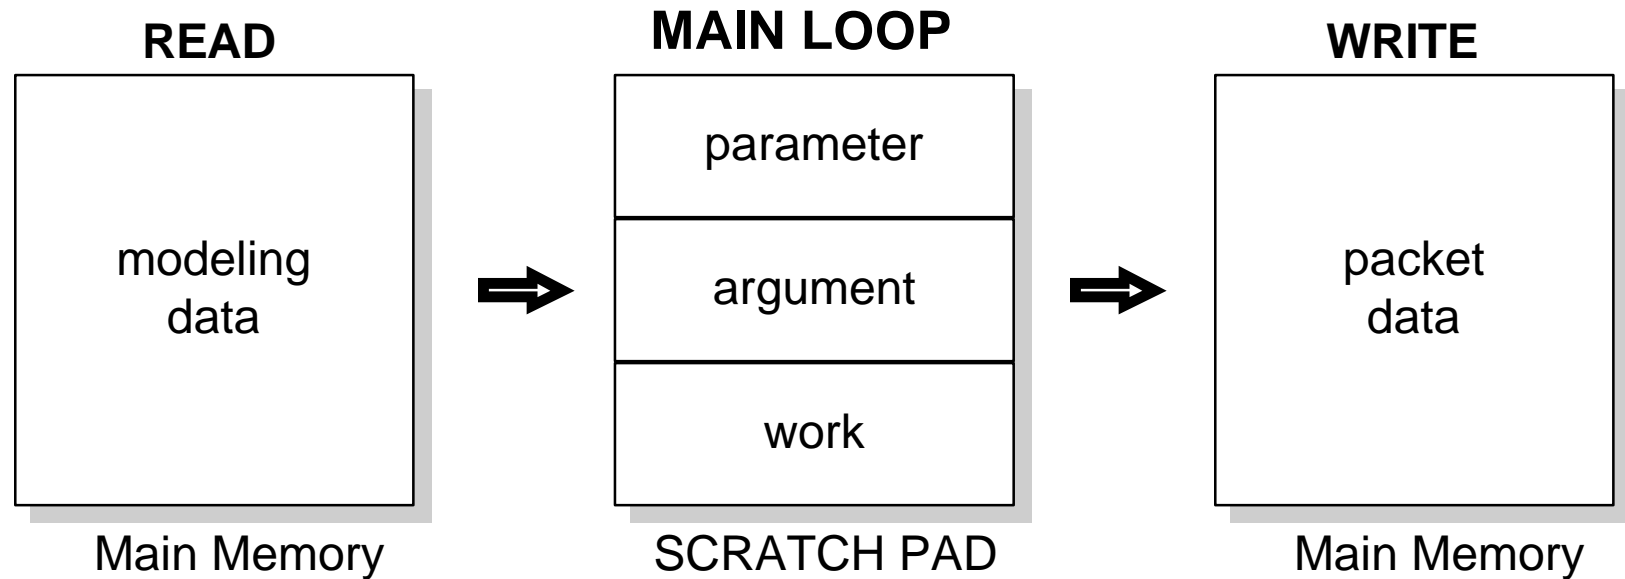 READ
modeling
data
Main Memory
MAIN LOOP
parameter
argument
work
SCRATCH PAD
WRITE
packet
data
Main Memory